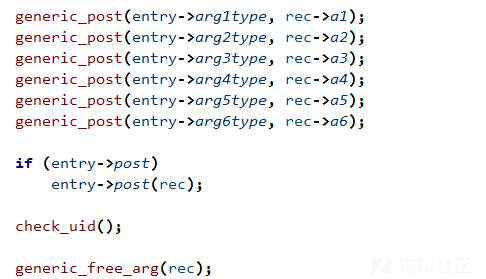 generic_post(entry->arg1type, rec->a1);
generic_post(entry->arg2type, rec->a2);
generic_post(entry->arg3type, rec->a3);
generic_post(entry->arg4type, rec->a4);
generic_post(entry->arg5type, rec->a5);
generic_post(entry->arg6type, rec->a6);
if (entry->post)
    entry->post(rec);
check_uid();
generic_free_arg(rec);
先知社区